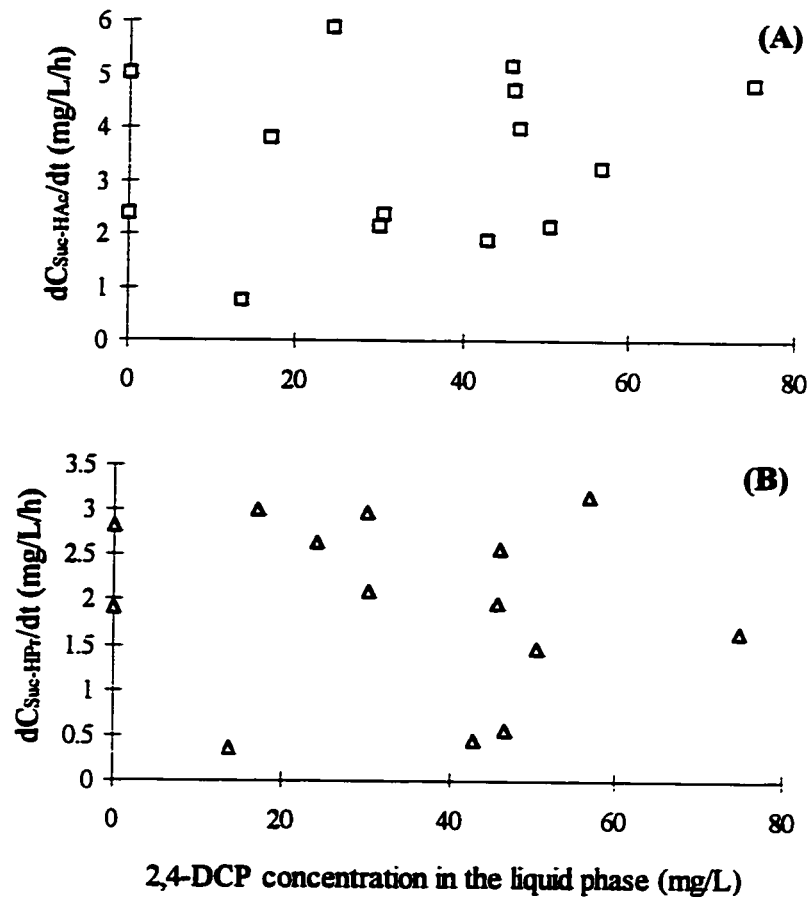 (A)
dC_Suc-HAc/dt (mg/L/h)
6
5
4
3
2
1
0
0 20 40 60 80
(B)
dC_Suc-HPr/dt (mg/L/h)
3.5
3
2.5
2
1.5
1
0.5
0
0 20 40 60 80
2,4-DCP concentration in the liquid phase (mg/L)